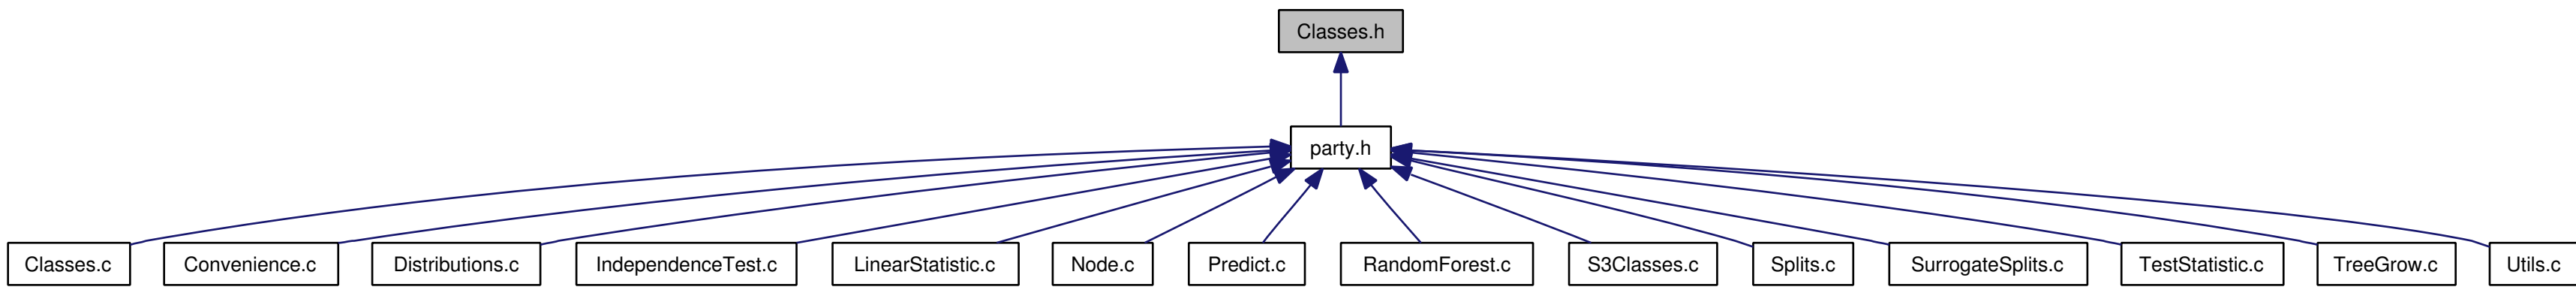 Classes.h
party.h
Classes.c
Convenience.c
Distributions.c
IndependenceTest.c
LinearStatistic.c
Node.c
Predict.c
RandomForest.c
S3Classes.c
Splits.c
SurrogateSplits.c
TestStatistic.c
TreeGrow.c
Utils.c